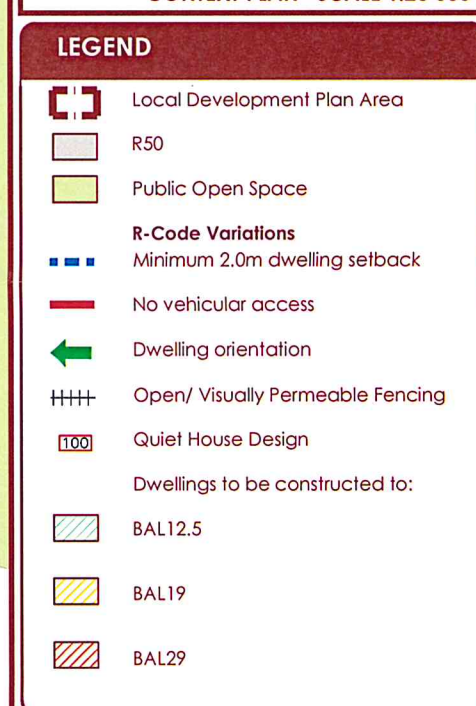 LEGEND
Local Development Plan Area
R50
Public Open Space
R-Code Variations
Minimum 2.0m dwelling setback
No vehicular access
Dwelling orientation
Open/ Visually Permeable Fencing
100 Quiet House Design
Dwellings to be constructed to:
BAL12.5
BAL19
BAL29